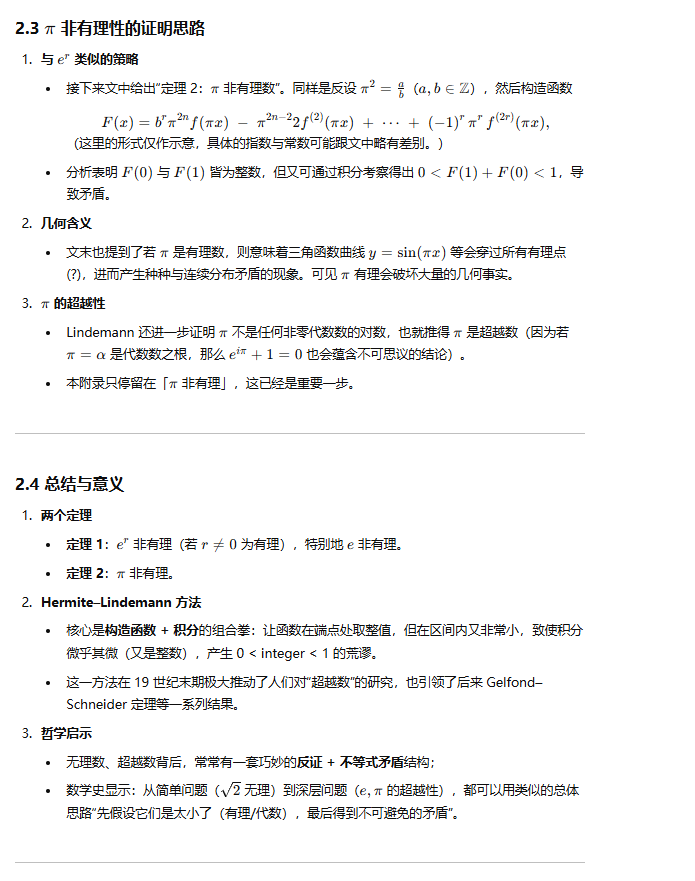 2.3 π 非有理性的证明思路
1. 与 e^r 类似的策略
• 接下来文中给出“定理 2：π 非有理数”。同样是反设 π² = a/b（a, b ∈ ℤ），然后构造函数
F(x) = b^r π^{2n} f(πx) − π^{2n−2} 2f^{(2)}(πx) + ⋯ + (−1)^r π^r f^{(2r)}(πx),
（这里的形式仅作示意，具体的指数与常数可能跟文中略有差别。）
• 分析表明 F(0) 与 F(1) 皆为整数，但又可通过积分考察得出 0 < F(1) + F(0) < 1，导
致矛盾。
2. 几何含义
• 文末也提到了若 π 是有理数，则意味着三角函数曲线 y = sin(πx) 等会穿过所有有理点
(?)，进而产生种种与连续分布矛盾的现象。可见 π 有理会破坏大量的几何事实。
3. π 的超越性
• Lindemann 还进一步证明 π 不是任何非零代数数的对数，也就推得 π 是超越数（因为若
π = α 是代数数之根，那么 e^{iπ} + 1 = 0 也会蕴含不可思议的结论）。
• 本附录只停留在「π 非有理」，这已经是重要一步。
2.4 总结与意义
1. 两个定理
• 定理 1：e^r 非有理（若 r ≠ 0 为有理），特别地 e 非有理。
• 定理 2：π 非有理。
2. Hermite–Lindemann 方法
• 核心是构造函数 + 积分的组合拳：让函数在端点处取整值，但在区间内又非常小，致使积分
微乎其微（又是整数），产生 0 < integer < 1 的荒谬。
• 这一方法在 19 世纪末期极大推动了人们对“超越数”的研究，也引领了后来 Gelfond–
Schneider 定理等一系列结果。
3. 哲学启示
• 无理数、超越数背后，常常有一套巧妙的反证 + 不等式矛盾结构；
• 数学史显示：从简单问题（√2 无理）到深层问题（e, π 的超越性），都可以用类似的总体
思路“先假设它们是太小了（有理/代数），最后得到不可避免的矛盾”。